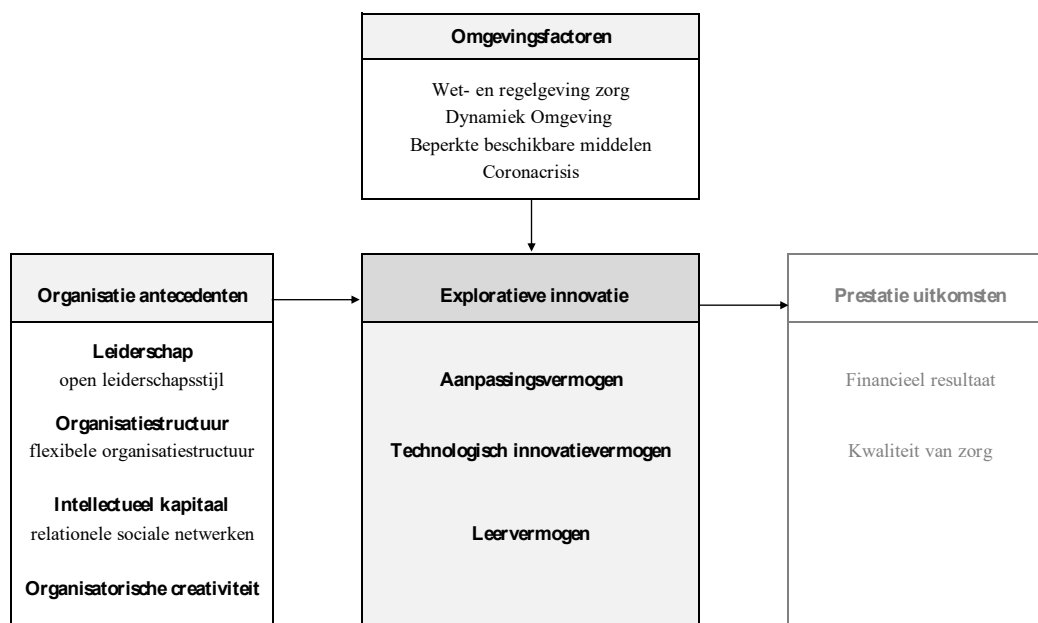 Omgevingsfactoren
Wet- en regelgeving zorg
Dynamiek Omgeving
Beperkte beschikbare middelen
Coronacrisis
Organisatie antecedenten
Leiderschap
open leiderschapsstijl
Organisatiestructuur
flexibele organisatiestructuur
Intellectueel kapitaal
relationele sociale netwerken
Organisatorische creativiteit
Exploratieve innovatie
Aanpassingsvermogen
Technologisch innovatievermogen
Leervermogen
Prestatie uitkomsten
Financieel resultaat
Kwaliteit van zorg